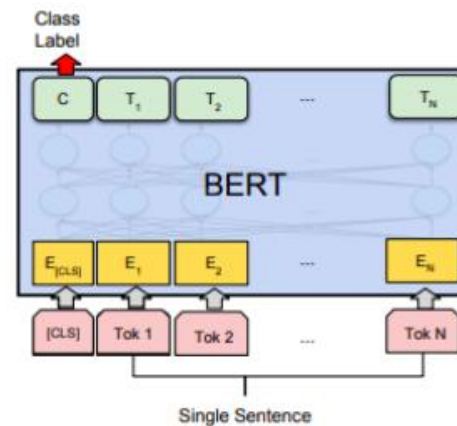 Class
Label
C T1 T2 ... TN
BERT
E[CLS] E1 E2 ... EN
[CLS] Tok 1 Tok 2 ... Tok N
Single Sentence